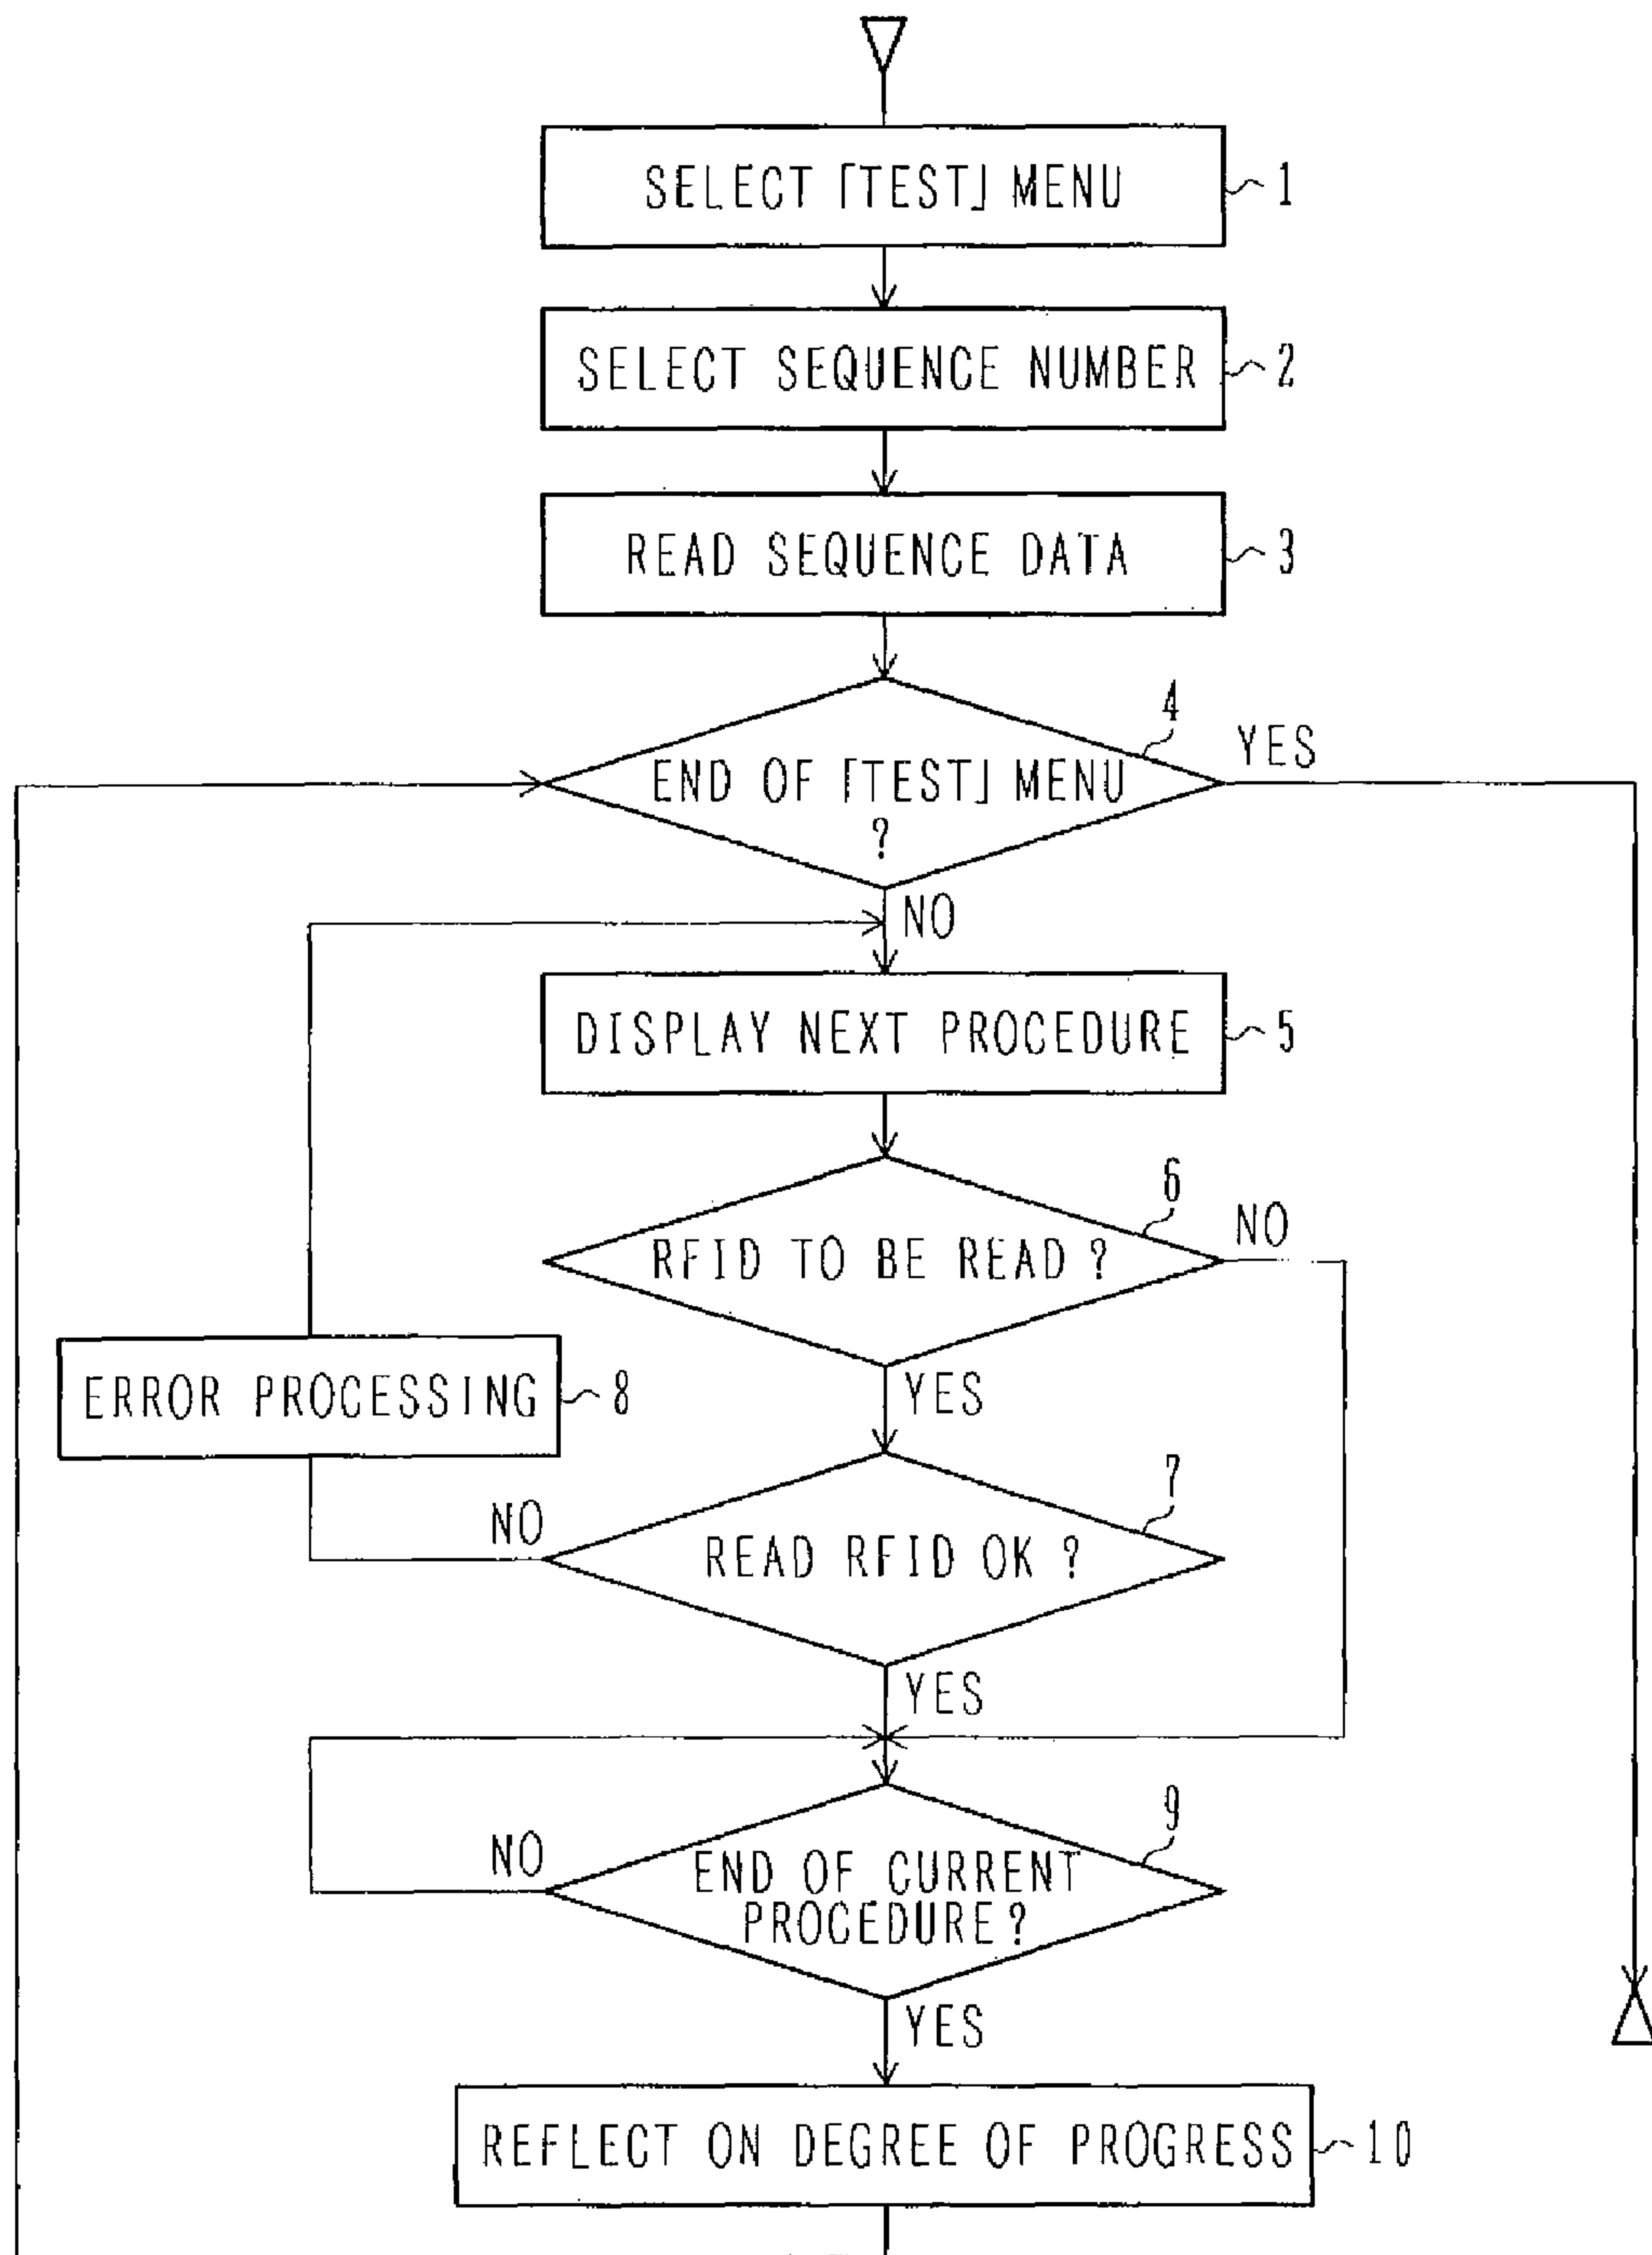 SELECT ｢TEST｣ MENU
1
SELECT SEQUENCE NUMBER
2
READ SEQUENCE DATA
3
4
YES
END OF ｢TEST｣ MENU
?
NO
DISPLAY NEXT PROCEDURE
5
6
NO
RFID TO BE READ ?
YES
ERROR PROCESSING
8
7
NO
READ RFID OK ?
YES
9
NO
END OF CURRENT
PROCEDURE?
YES
REFLECT ON DEGREE OF PROGRESS
10